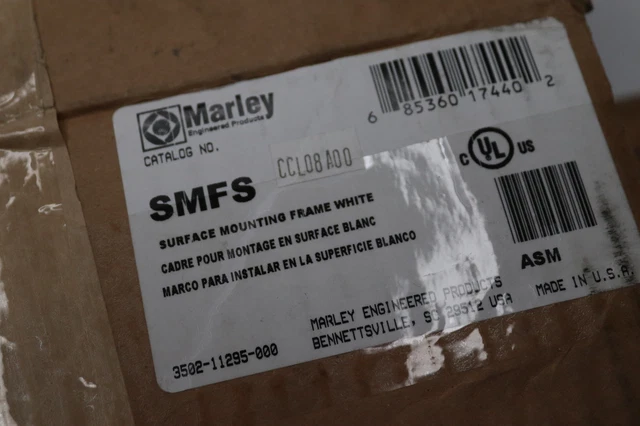 Marley
Engineered Products
CATALOG NO.
SMFS
CCL08A00
6 85360 17440 2
C UL US
SURFACE MOUNTING FRAME WHITE
CADRE POUR MONTAGE EN SURFACE BLANC
MARCO PARA INSTALAR EN LA SUPERFICIE BLANCO
ASM
MARLEY ENGINEERED PRODUCTS
BENNETTSVILLE, SC 29512 USA
MADE IN U.S.A.
3502-11295-000